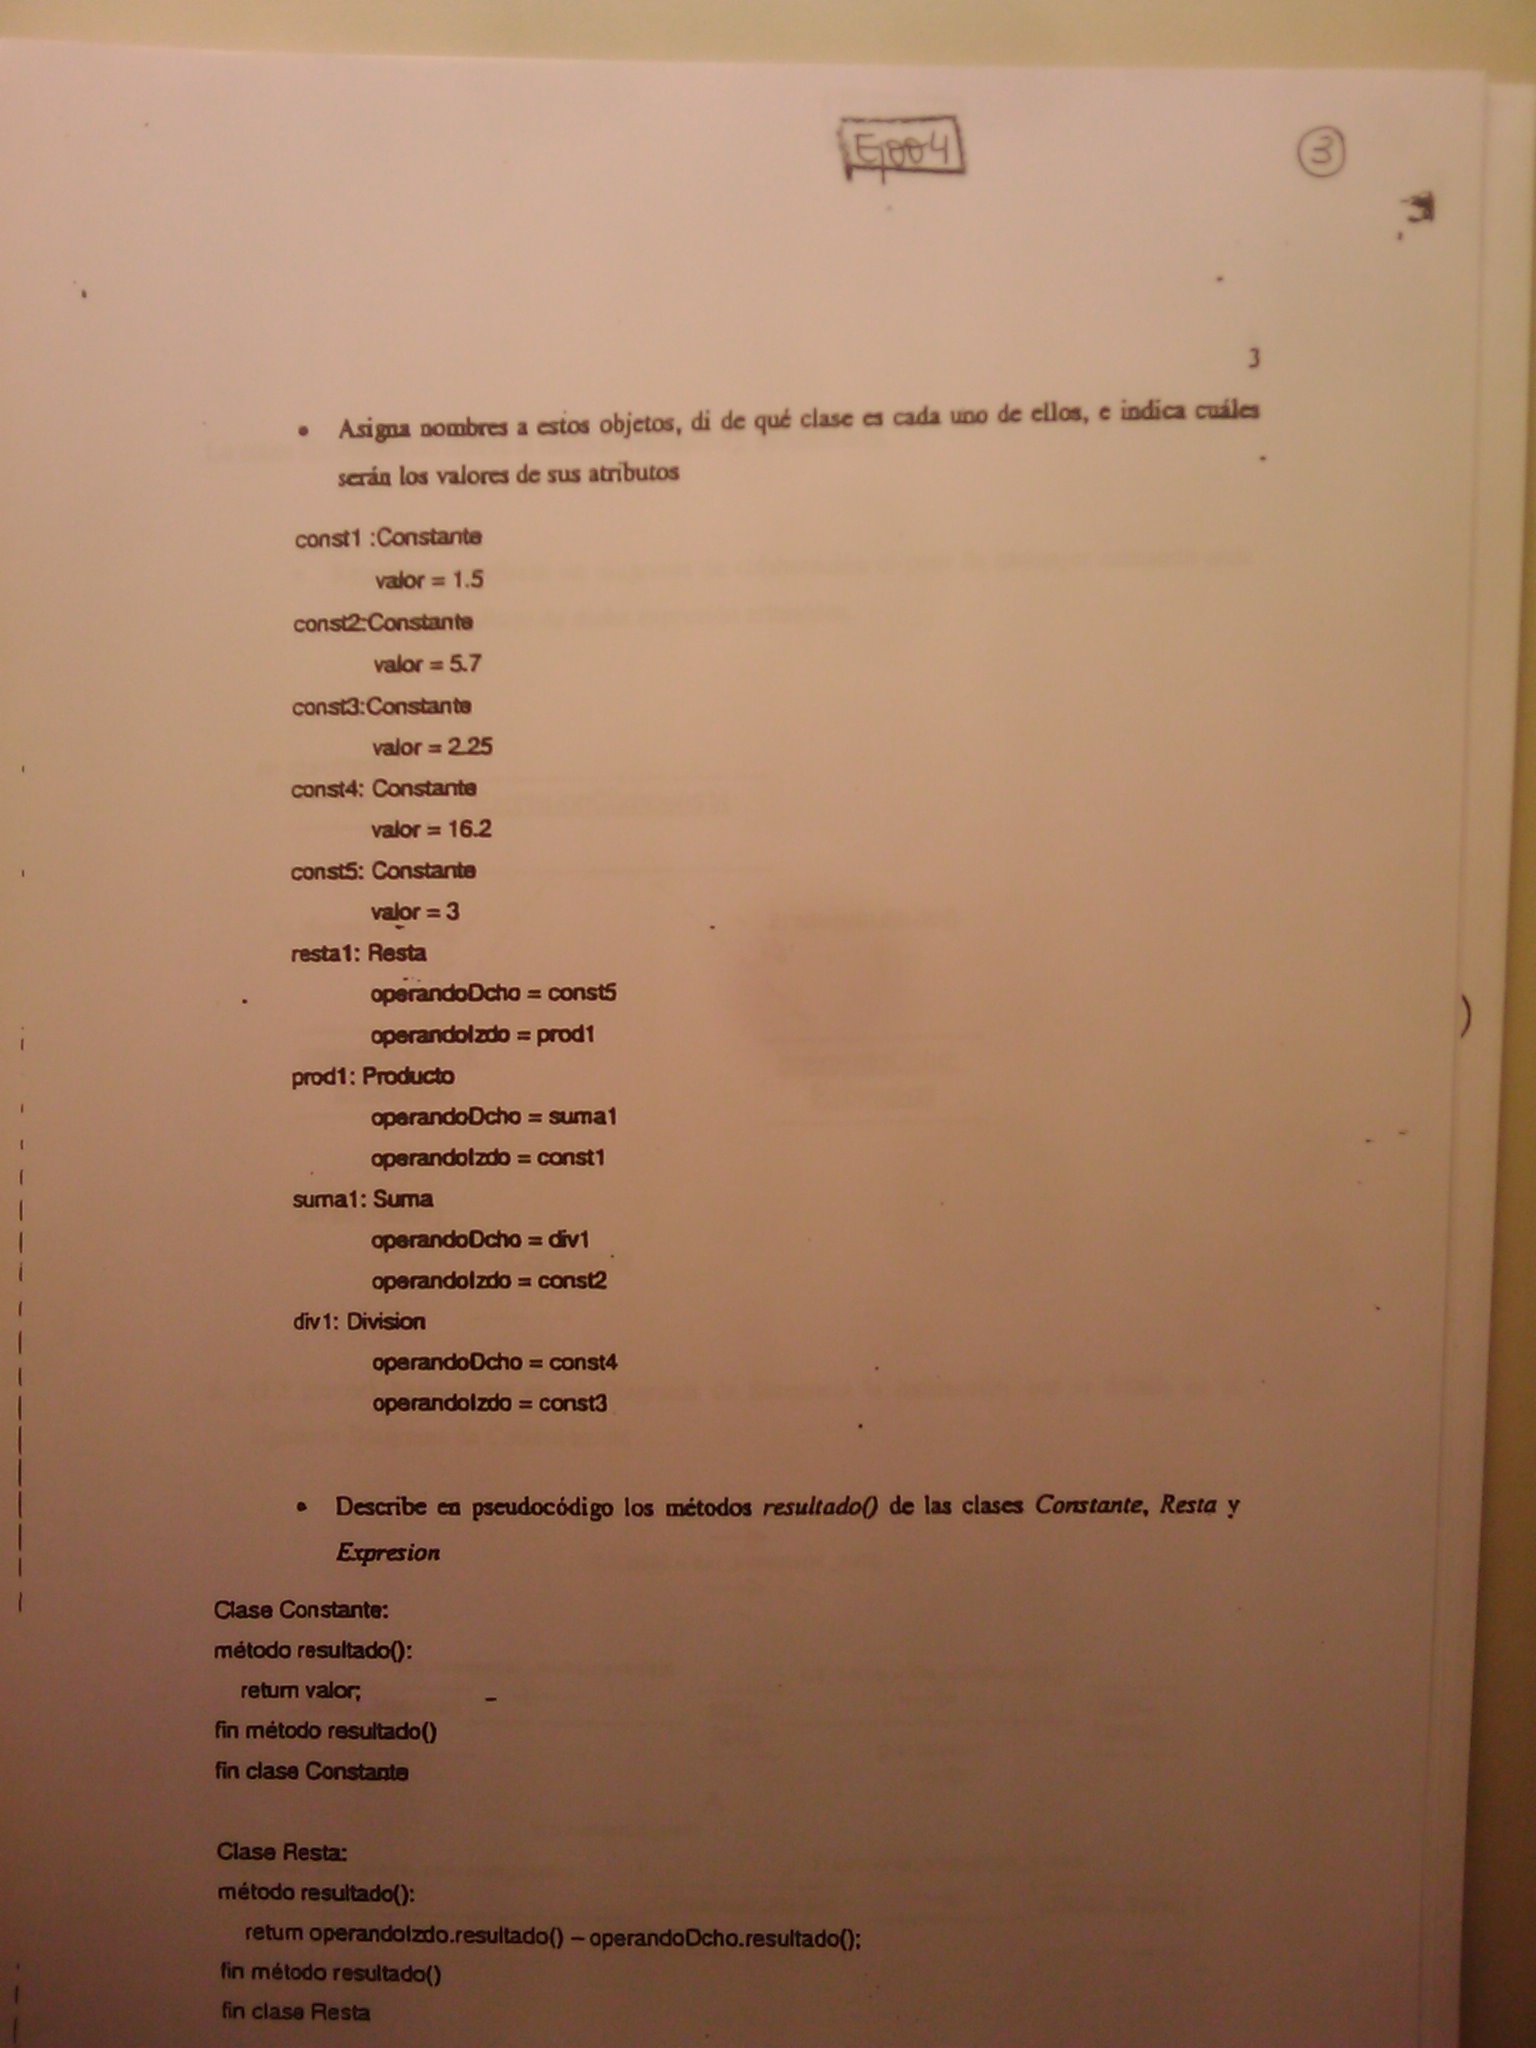 Ej004
3
3
• Asigna nombres a estos objetos, di de qué clase es cada uno de ellos, e indica cuáles
serán los valores de sus atributos
const1 :Constante
valor = 1.5
const2:Constante
valor = 5.7
const3:Constante
valor = 2.25
const4: Constante
valor = 16.2
const5: Constante
valor = 3
resta1: Resta
operandoDcho = const5
operandoIzdo = prod1
prod1: Producto
operandoDcho = suma1
operandoIzdo = const1
suma1: Suma
operandoDcho = div1
operandoIzdo = const2
div1: Division
operandoDcho = const4
operandoIzdo = const3
• Describe en pseudocódigo los métodos resultado() de las clases Constante, Resta y
Expresion
Clase Constante:
método resultado():
return valor;
fin método resultado()
fin clase Constante
Clase Resta:
método resultado():
return operandoIzdo.resultado() – operandoDcho.resultado();
fin método resultado()
fin clase Resta